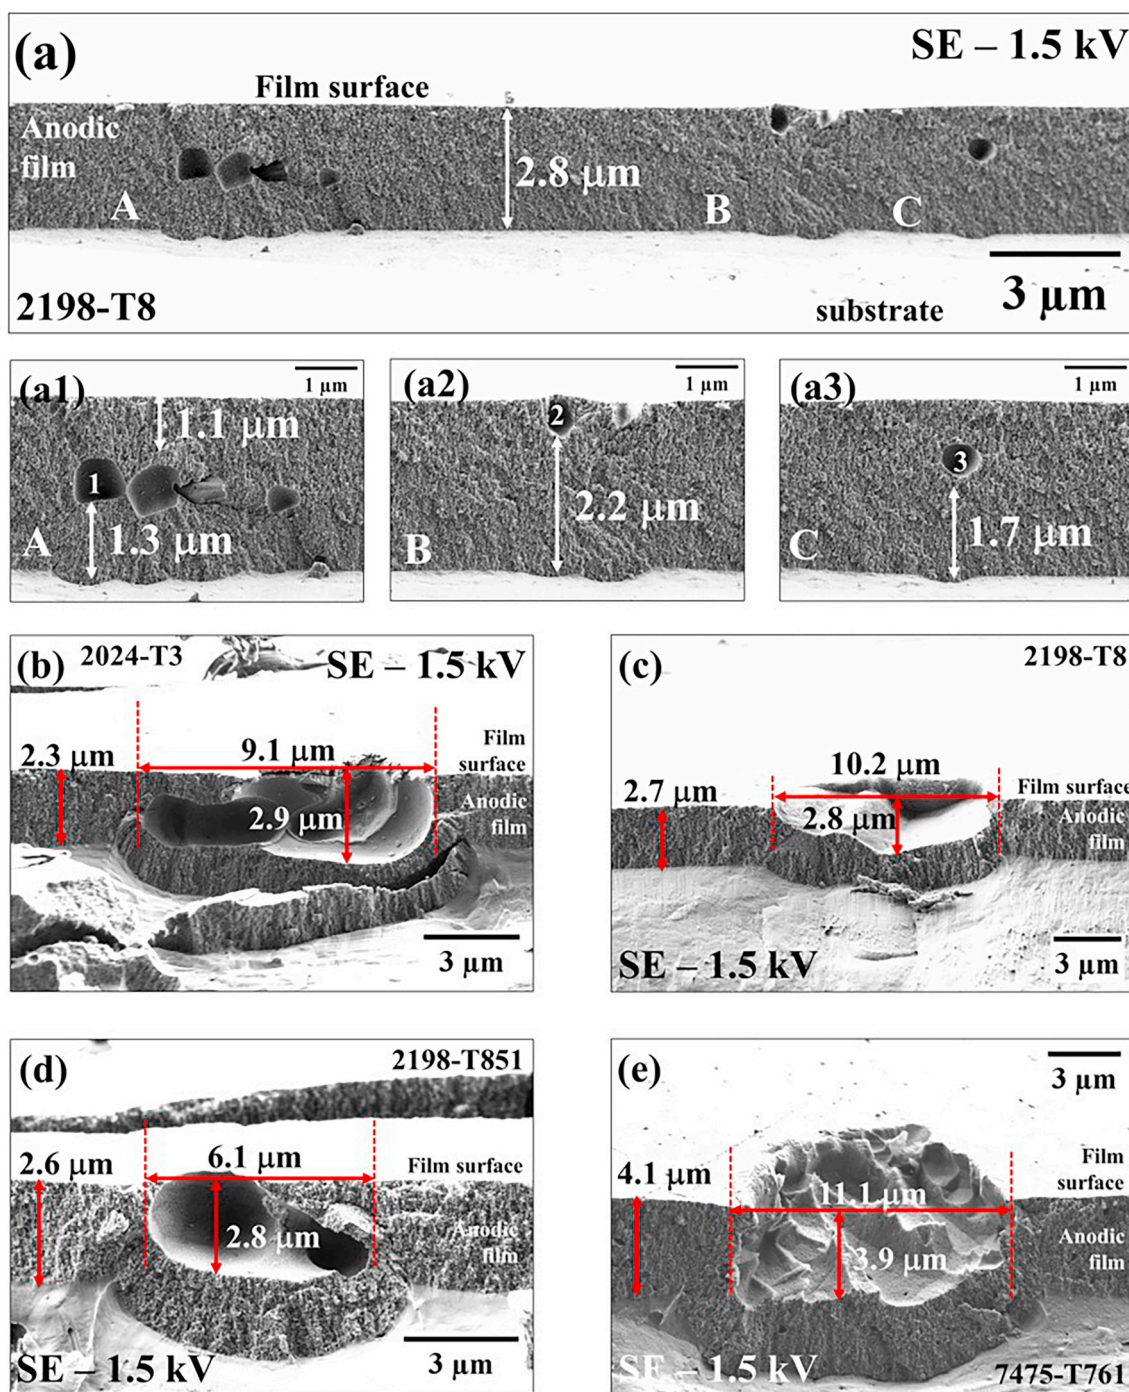 (a)
SE – 1.5 kV
Film surface
Anodic
film
2.8 μm
A
B
C
3 μm
2198-T8
substrate
(a1)
1 μm
1.1 μm
1
1.3 μm
A
(a2)
1 μm
2
2.2 μm
B
(a3)
1 μm
3
1.7 μm
C
(b)
2024-T3
SE – 1.5 kV
2.3 μm
9.1 μm
Film
surface
2.9 μm
Anodic
film
3 μm
(c)
2198-T8
2.7 μm
10.2 μm
Film surface
2.8 μm
Anodic
film
SE – 1.5 kV
3 μm
(d)
2198-T851
2.6 μm
6.1 μm
Film surface
2.8 μm
Anodic
film
SE – 1.5 kV
3 μm
(e)
3 μm
4.1 μm
Film
surface
11.1 μm
3.9 μm
Anodic
film
SE – 1.5 kV
7475-T761